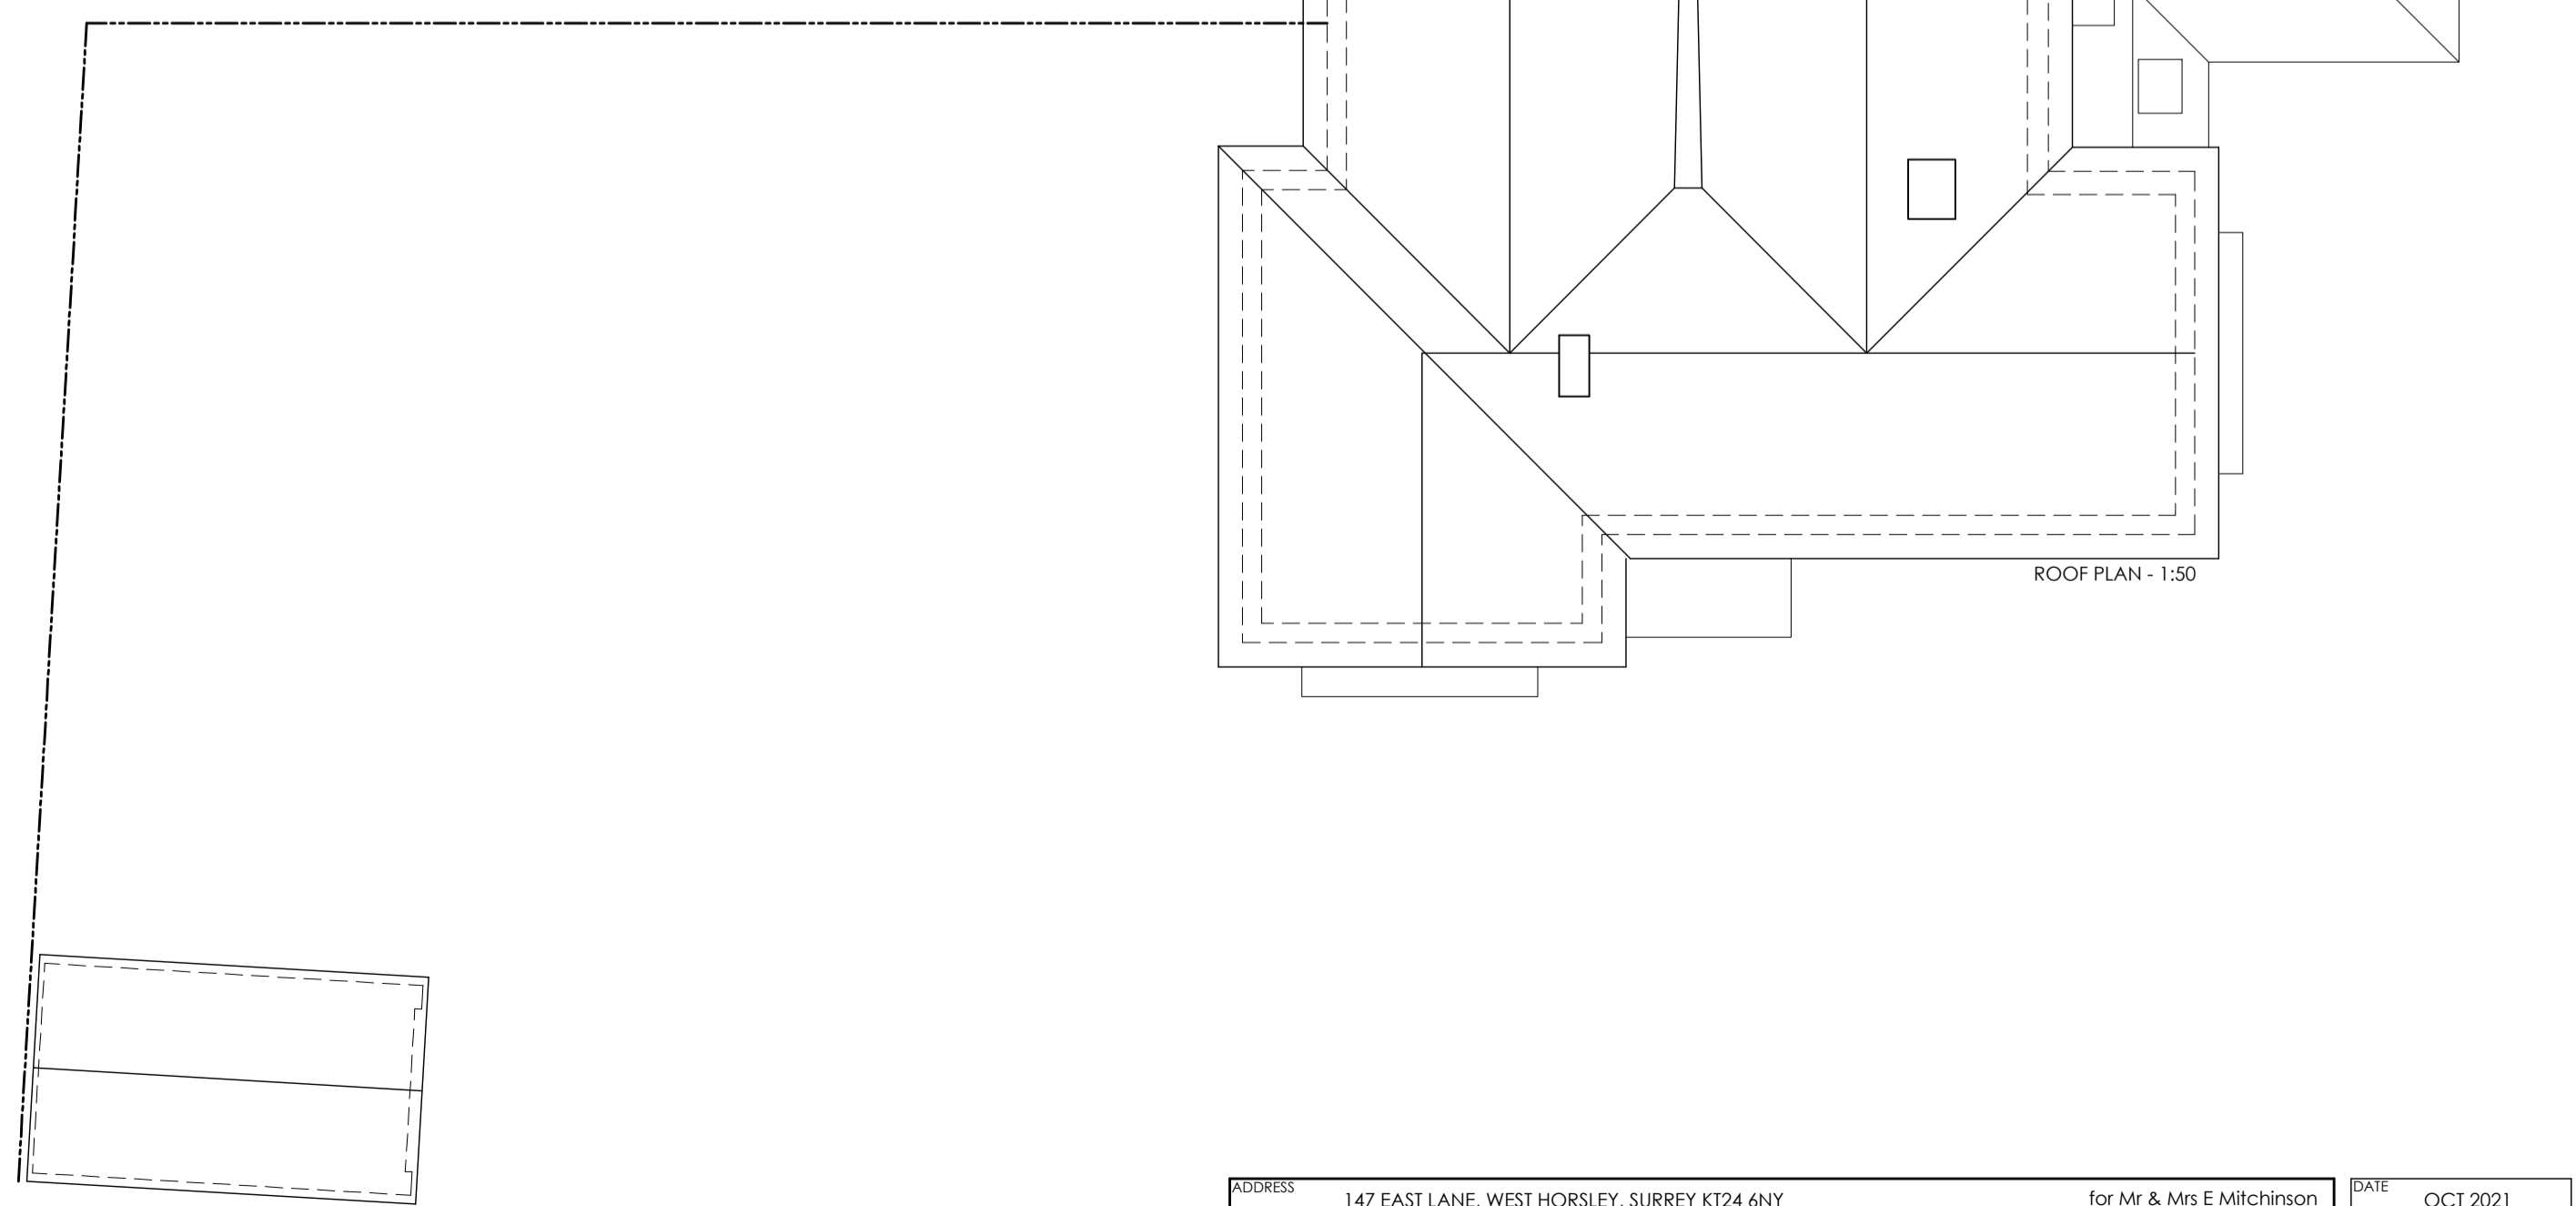 ROOF PLAN - 1:50
ADDRESS
147 EAST LANE, WEST HORSLEY, SURREY KT24 6NY
for Mr & Mrs E Mitchinson
DATE
OCT 2021